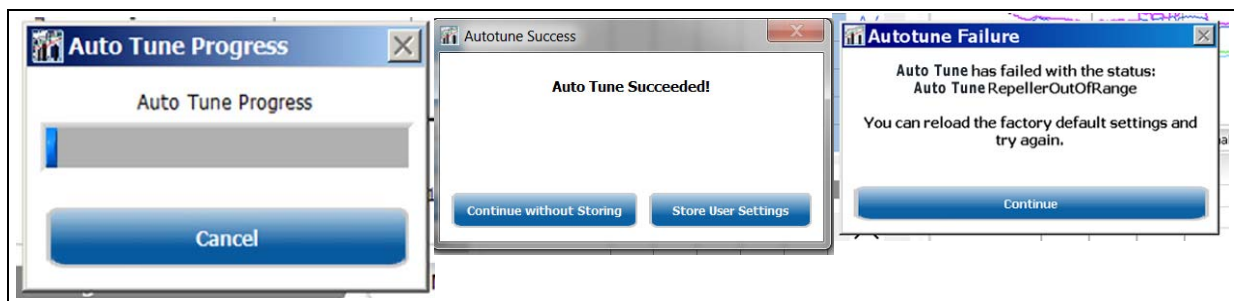 Auto Tune Progress
Auto Tune Progress
Cancel
Autotune Success
Auto Tune Succeeded!
Continue without Storing
Store User Settings
Autotune Failure
Auto Tune has failed with the status:
Auto Tune RepellerOutOfRange
You can reload the factory default settings and
try again.
Continue